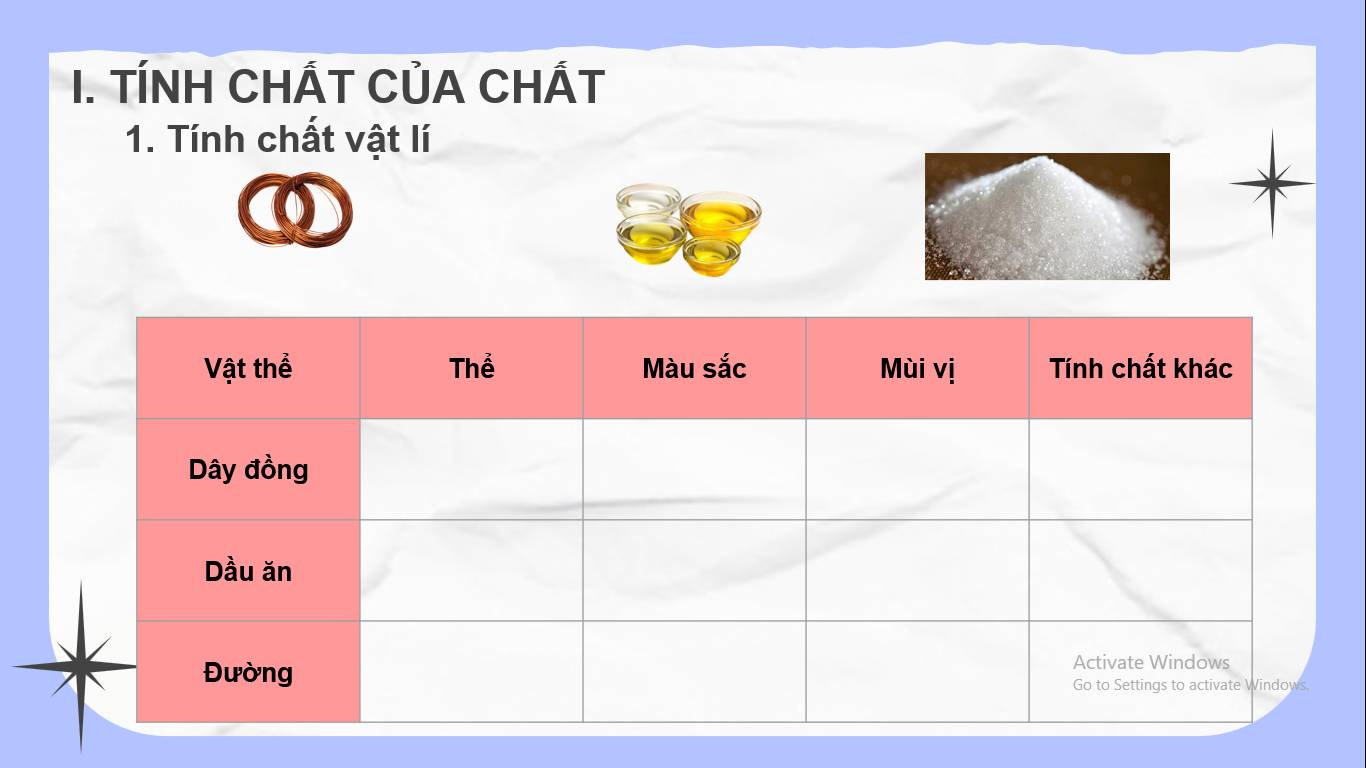 I. TÍNH CHẤT CỦA CHẤT
1. Tính chất vật lí
Vật thể Thể Màu sắc Mùi vị Tính chất khác
Dây đồng
Dầu ăn
Đường
Activate Windows
Go to Settings to activate Windows.